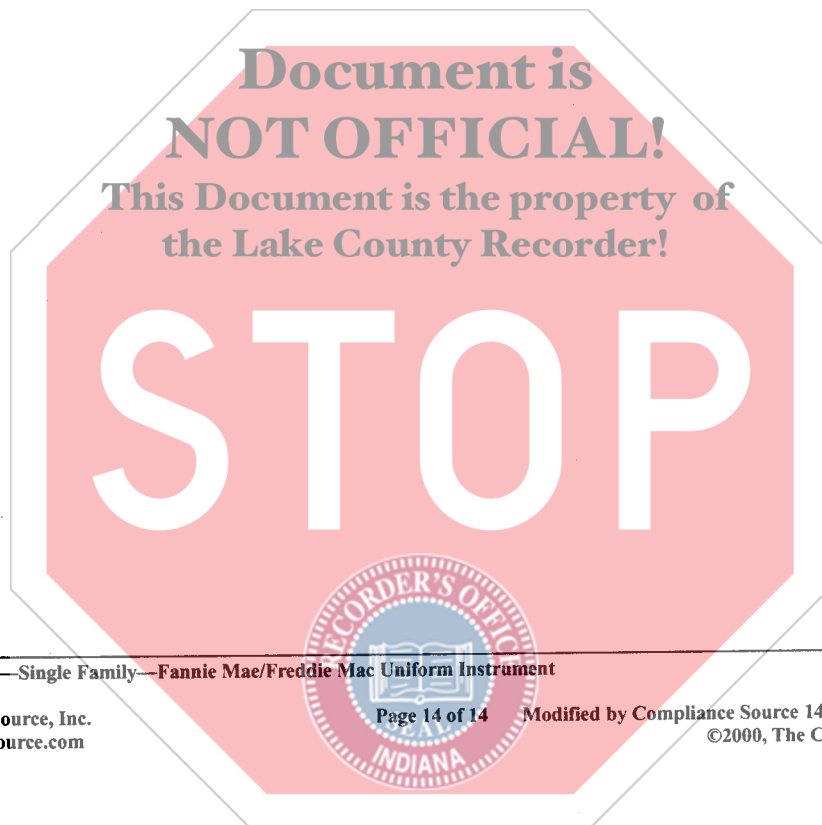 Document is
NOT OFFICIAL!
This Document is the property of
the Lake County Recorder!
STOP
RECORDER'S OFFICE
—Single Family—Fannie Mae/Freddie Mac Uniform Instrument
ource, Inc. Page 14 of 14 Modified by Compliance Source 14
ource.com ©2000, The C
SEAL
INDIANA